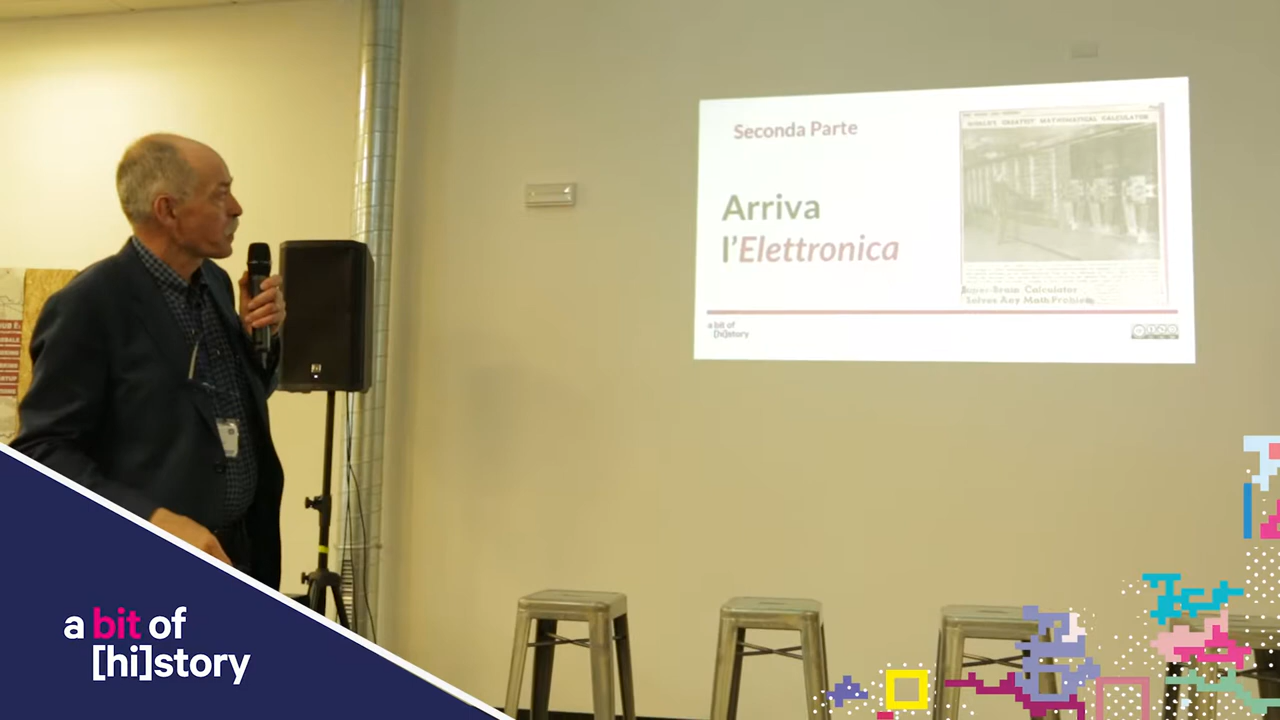 Seconda Parte
Arriva
l'Elettronica
WORLD'S GREATEST MATHEMATICAL CALCULATOR
Super-Brain Calculator
Solves Any Math Problem
a bit of
[hi]story
a bit of
[hi]story